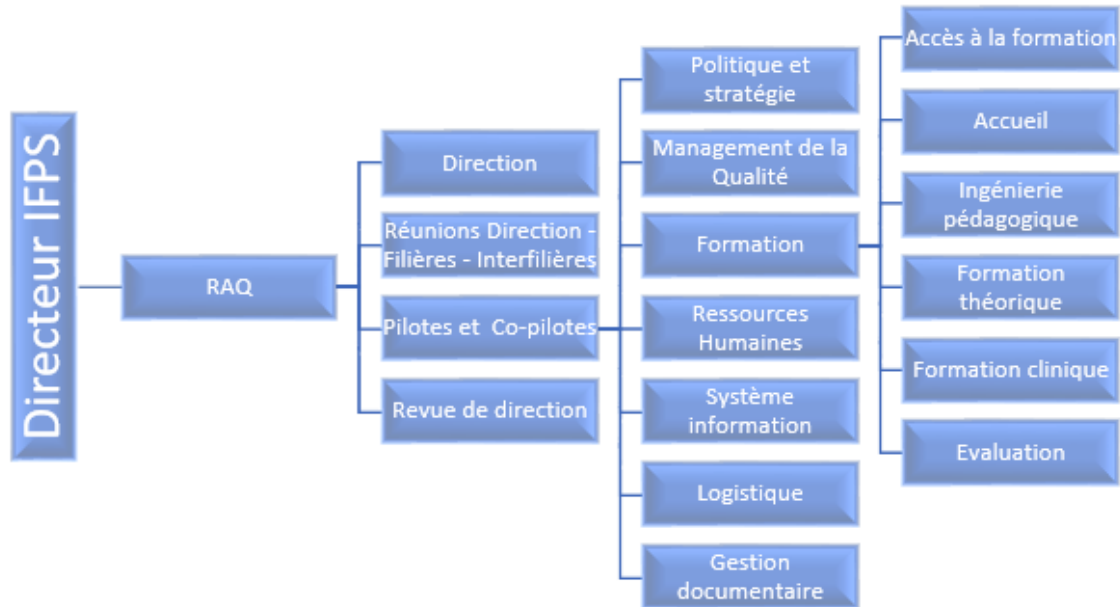 Directeur IFPS
RAQ
Direction
Réunions Direction -
Filières - Interfilières
Pilotes et Co-pilotes
Revue de direction
Politique et
stratégie
Management de la
Qualité
Formation
Ressources
Humaines
Système
information
Logistique
Gestion
documentaire
Accès à la formation
Accueil
Ingénierie
pédagogique
Formation
théorique
Formation clinique
Evaluation